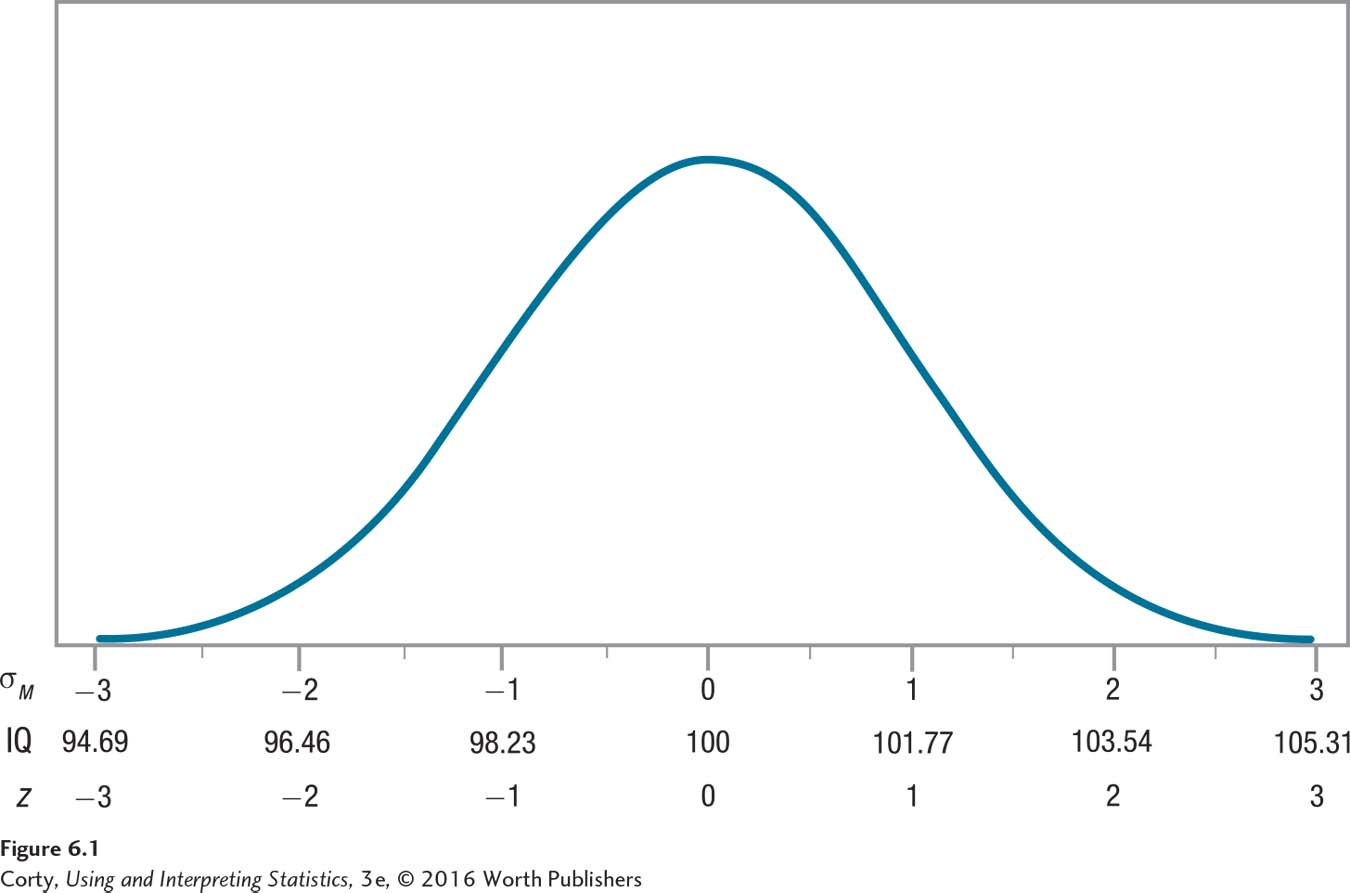 σM −3 −2 −1 0 1 2 3
IQ 94.69 96.46 98.23 100 101.77 103.54 105.31
z −3 −2 −1 0 1 2 3
Figure 6.1
Corty, Using and Interpreting Statistics, 3e, © 2016 Worth Publishers